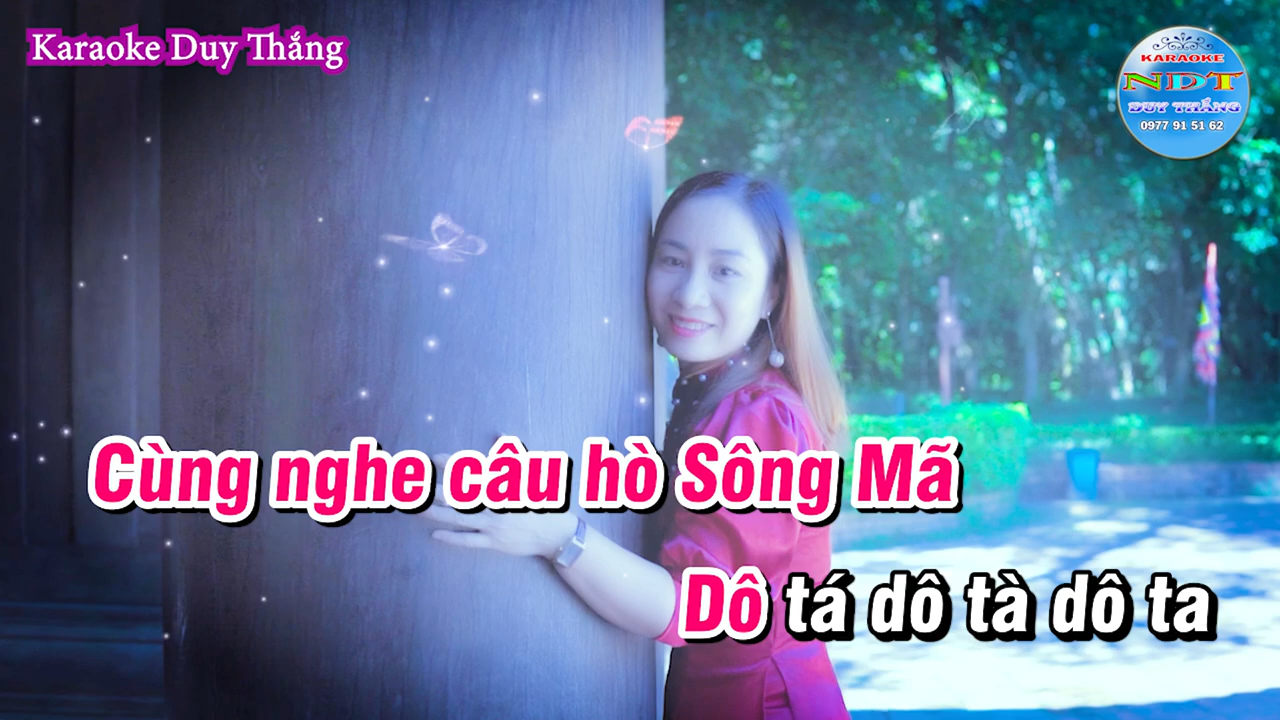 Karaoke Duy Thắng
KARAOKE
NDT
DUY THẮNG
0977 91 51 62
Cùng nghe câu hò Sông Mã
Dô tá dô tà dô ta